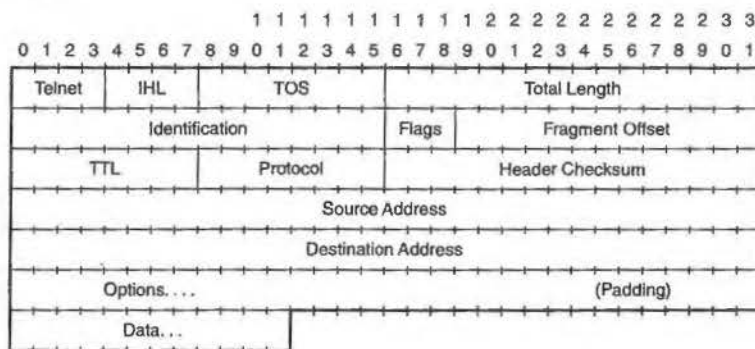 1 1 1 1 1 1 1 1 1 1 2 2 2 2 2 2 2 2 2 2 3 3
0 1 2 3 4 5 6 7 8 9 0 1 2 3 4 5 6 7 8 9 0 1 2 3 4 5 6 7 8 9 0 1
Telnet IHL TOS Total Length
Identification Flags Fragment Offset
TTL Protocol Header Checksum
Source Address
Destination Address
Options.... (Padding)
Data...